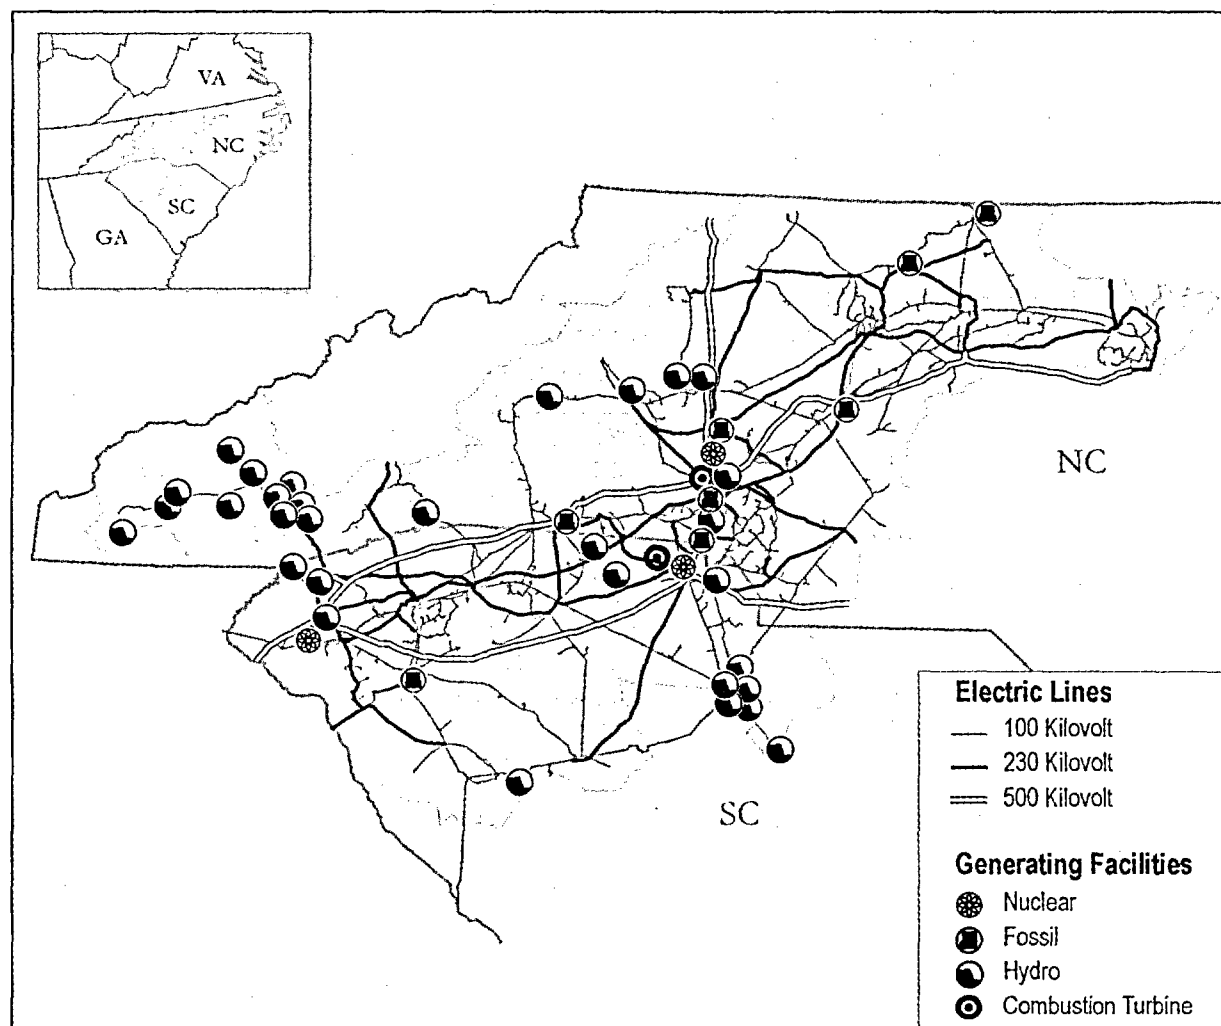 VA
NC
SC
GA
NC
SC
Electric Lines
100 Kilovolt
230 Kilovolt
500 Kilovolt
Generating Facilities
Nuclear
Fossil
Hydro
Combustion Turbine